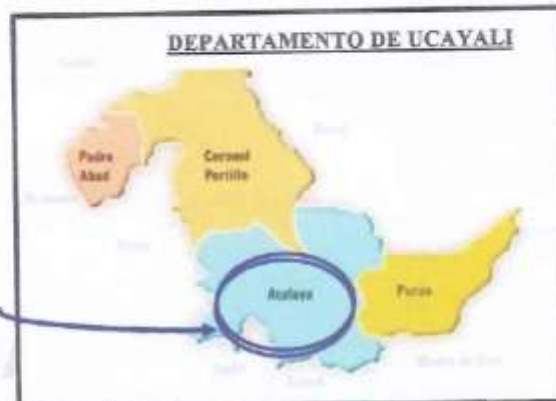 DEPARTAMENTO DE UCAYALI
Padre
Abad
Coronel
Portillo
Atalaya
Purus